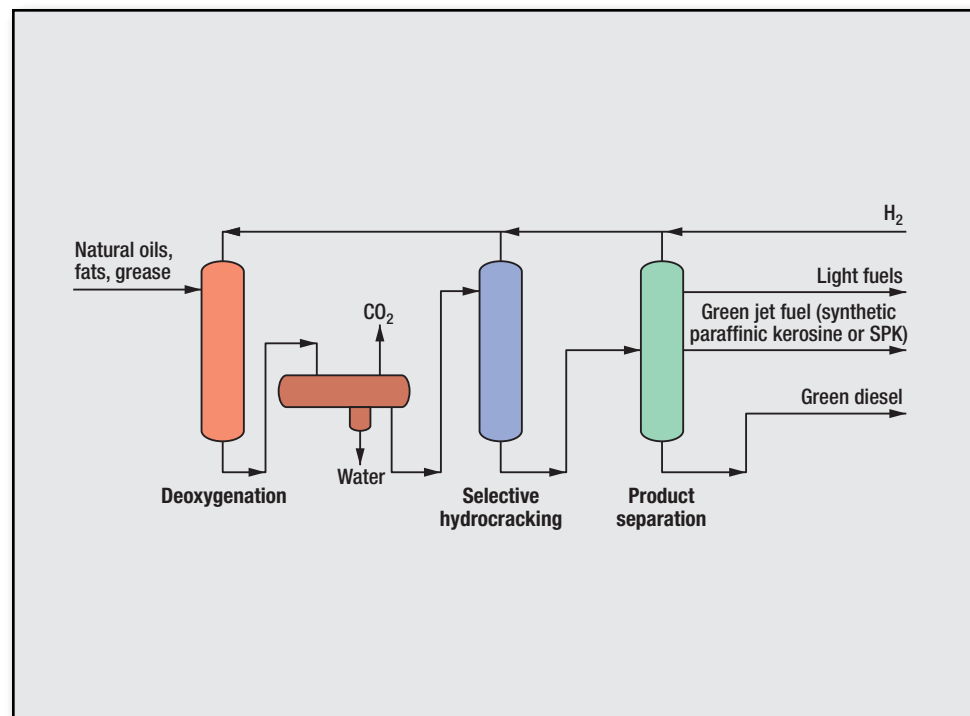 H₂
Natural oils,
fats, grease
Light fuels
CO₂
Green jet fuel (synthetic
paraffinic kerosine or SPK)
Green diesel
Water
Deoxygenation
Selective
hydrocracking
Product
separation